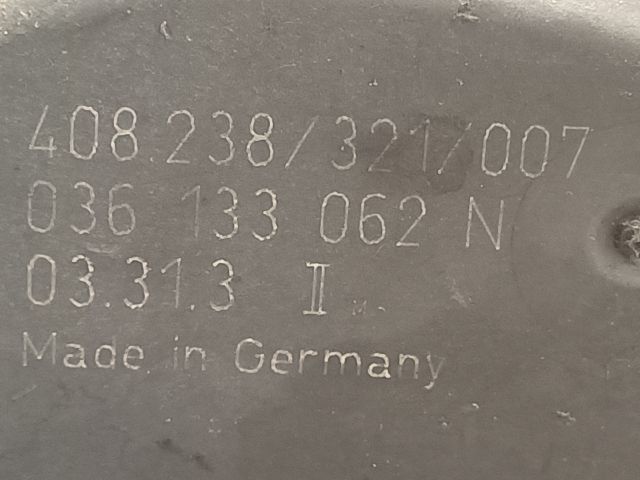 408.238/321/007
036 133 062 N
03.31.3 II
Made in Germany